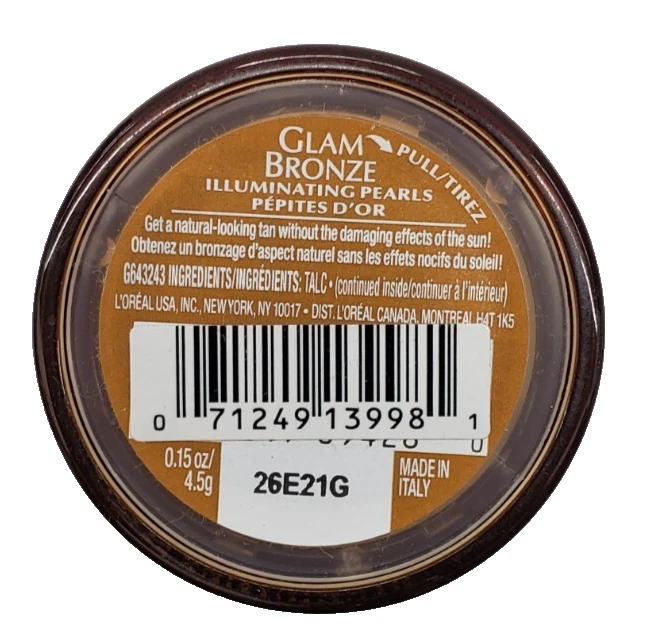 GLAM
BRONZE
PULL/TIREZ
ILLUMINATING PEARLS
PÉPITES D'OR
Get a natural-looking tan without the damaging effects of the sun!
Obtenez un bronzage d'aspect naturel sans les effets nocifs du soleil!
G643243 INGREDIENTS/INGRÉDIENTS: TALC • (continued inside/continuer à l'intérieur)
L'ORÉAL USA, INC., NEW YORK, NY 10017 • DIST. L'ORÉAL CANADA, MONTREAL H4T 1K5
0 71249 13998 1
0
0.15 oz/
4.5g
26E21G
MADE IN
ITALY